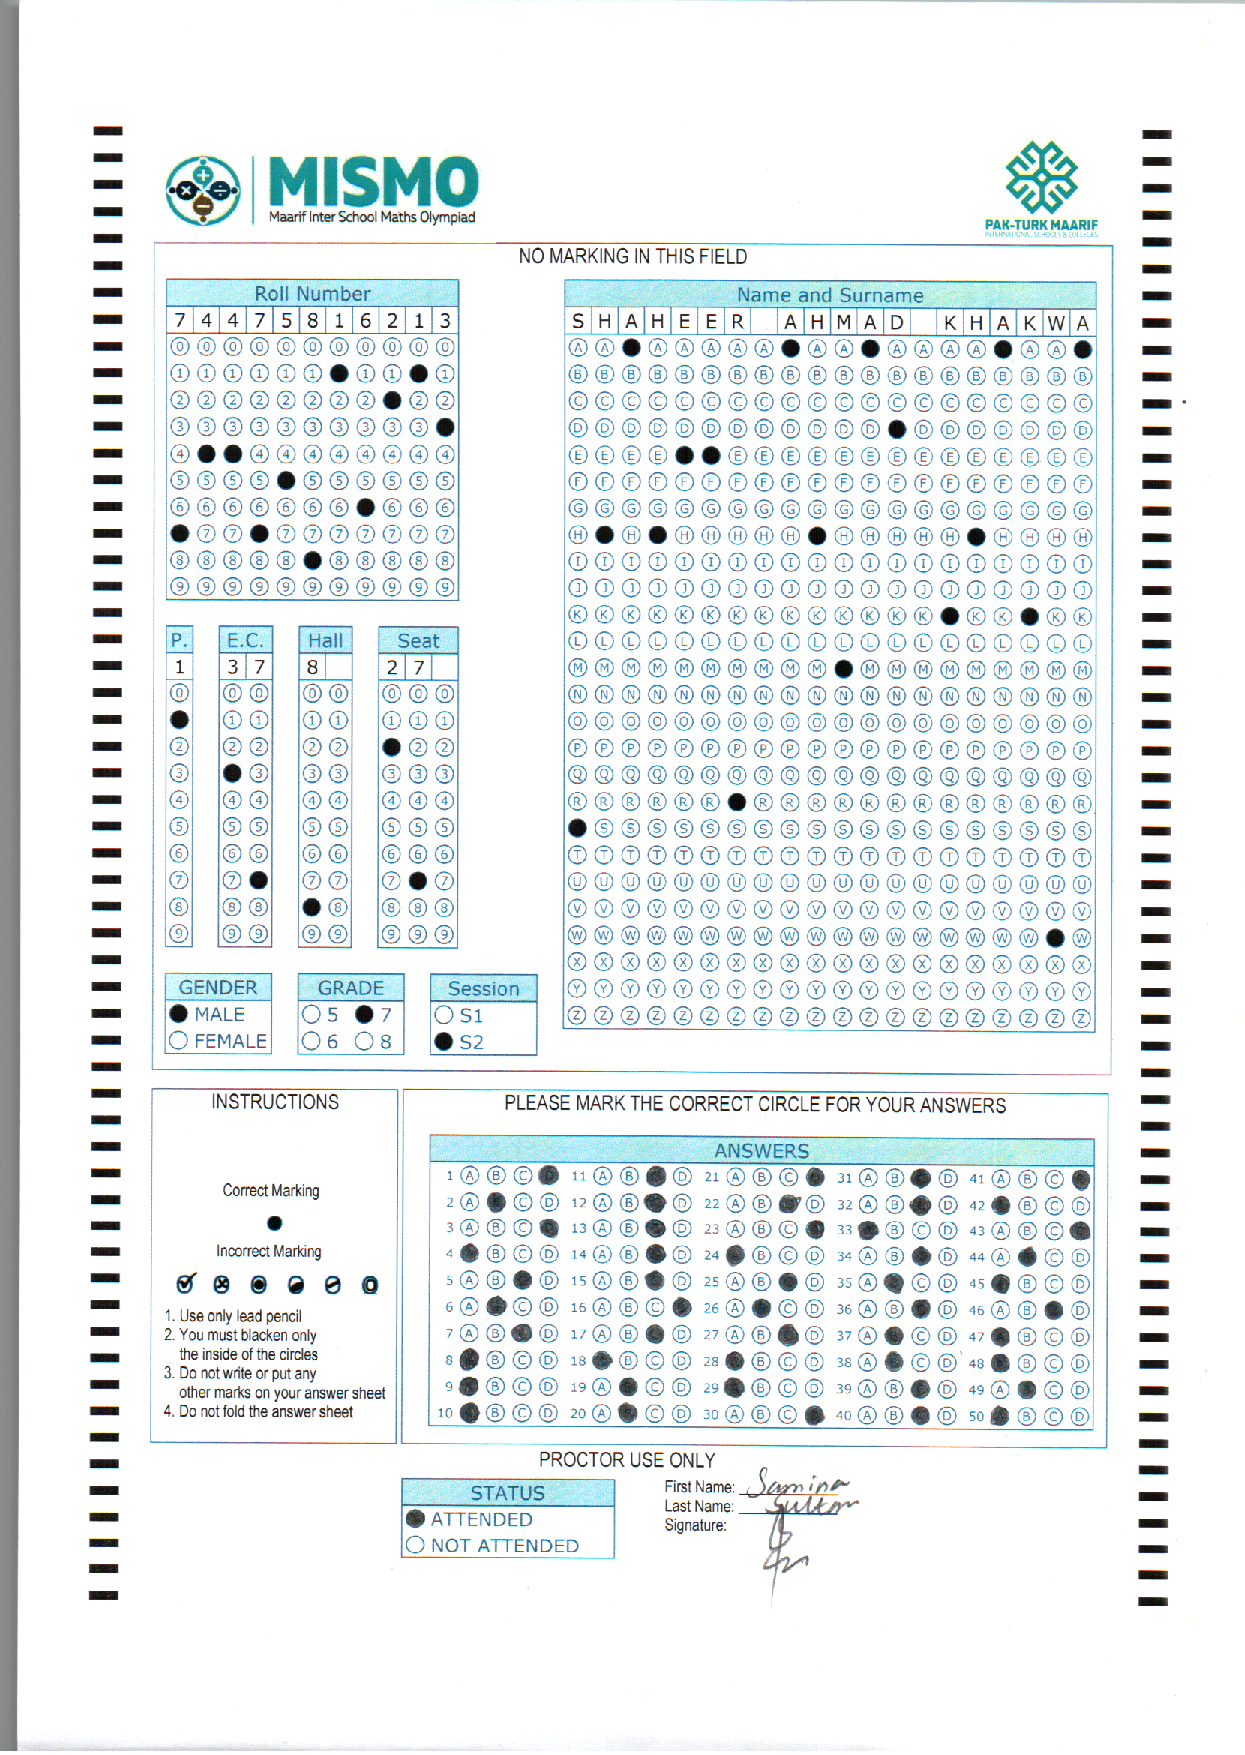 MISMO
Maarif Inter School Maths Olympiad
PAK-TURK MAARIF
INTERNATIONAL SCHOOLS & COLLEGES
NO MARKING IN THIS FIELD
Roll Number
7 4 4 7 5 8 1 6 2 1 3
Name and Surname
S H A H E E R A H M A D K H A K W A
P. E.C. Hall Seat
1 3 7 8 2 7
GENDER
MALE
FEMALE
GRADE
5 7
6 8
Session
S1
S2
INSTRUCTIONS
Correct Marking
Incorrect Marking
1. Use only lead pencil
2. You must blacken only
the inside of the circles
3. Do not write or put any
other marks on your answer sheet
4. Do not fold the answer sheet
PLEASE MARK THE CORRECT CIRCLE FOR YOUR ANSWERS
ANSWERS
1 A B C 11 A B D 21 A B C 31 A B D 41 A B C
2 A C D 12 A B D 22 A B D 32 A B D 42 B C D
3 A B C 13 A B D 23 A B C 33 B C D 43 A B C
4 B C D 14 A B D 24 B C D 34 A B D 44 A C D
5 A B D 15 A B D 25 A B D 35 A C D 45 B C D
6 A C D 16 A B C 26 A C D 36 A B D 46 A B D
7 A B D 17 A B D 27 A B D 37 A C D 47 B C D
8 B C D 18 B C D 28 B C D 38 A C D 48 B C D
9 B C D 19 A C D 29 B C D 39 A B D 49 A C D
10 B C D 20 A C D 30 A B C 40 A B D 50 B C D
PROCTOR USE ONLY
STATUS
ATTENDED
NOT ATTENDED
First Name: Samina
Last Name: Sultan
Signature: